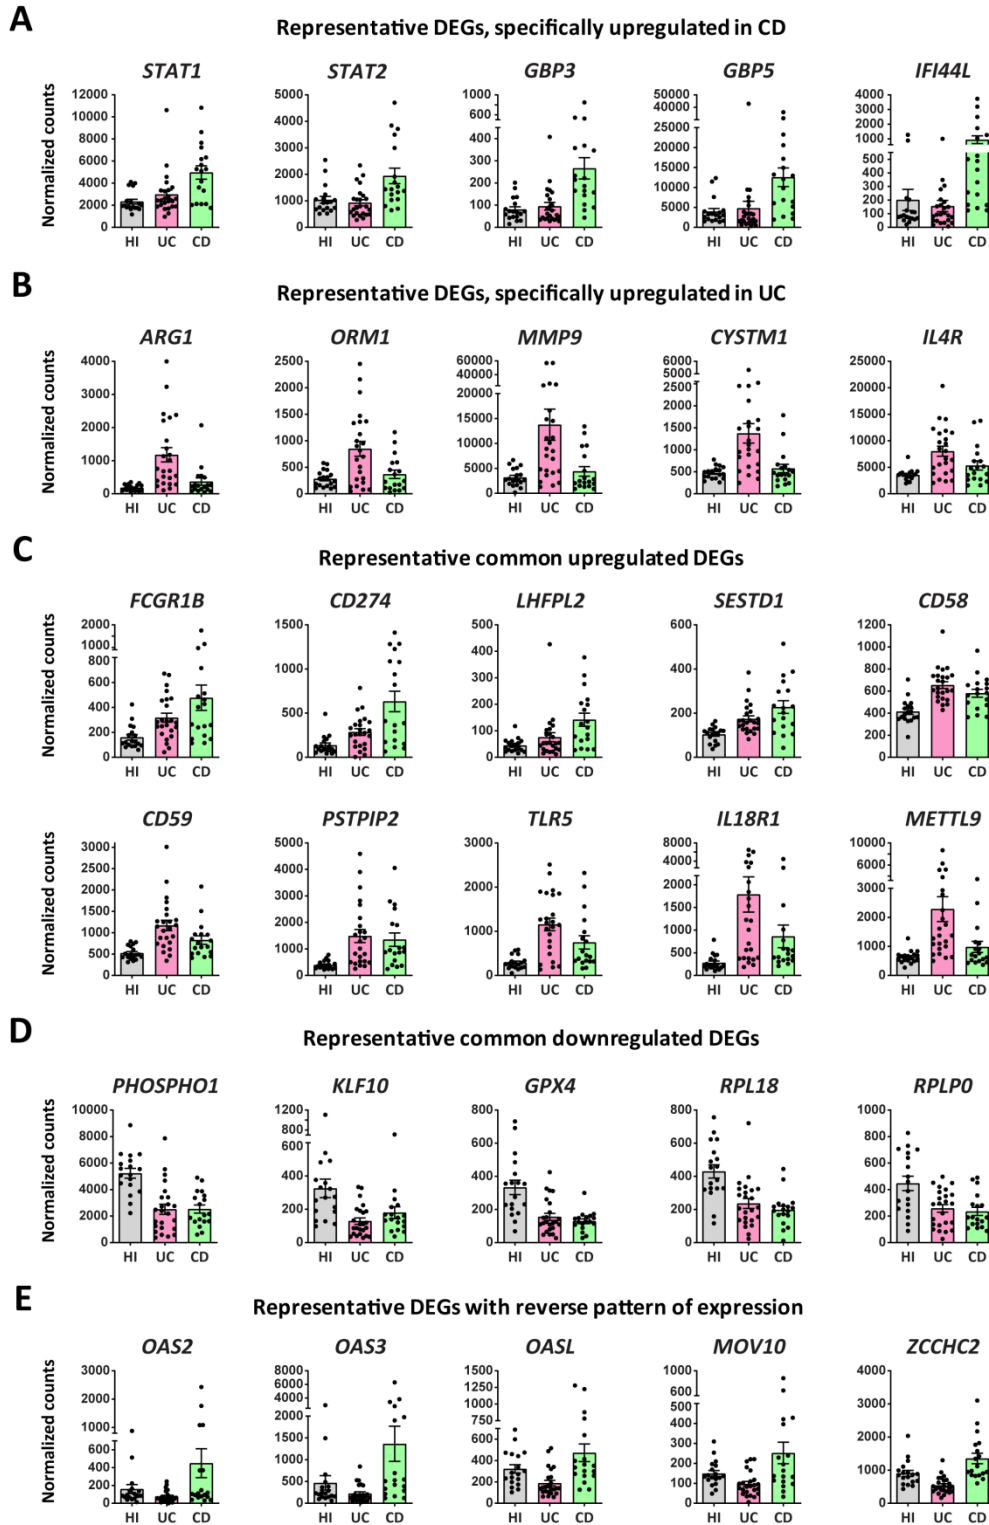 A
Representative DEGs, specifically upregulated in CD
STAT1 STAT2 GBP3 GBP5 IFI44L
Normalized counts
12000 10000 8000 6000 4000 2000 0
5000 4000 3000 2000 1000 0
1000 800 600 400 300 200 100 0
50000 40000 30000 25000 20000 15000 10000 5000 0
4000 3000 2000 1000 500 400 300 200 100 0
HI UC CD HI UC CD HI UC CD HI UC CD HI UC CD
B
Representative DEGs, specifically upregulated in UC
ARG1 ORM1 MMP9 CYSTM1 IL4R
Normalized counts
4000 3000 2000 1000 0
2500 2000 1500 1000 500 0
60000 40000 20000 15000 10000 5000 0
6000 5000 2500 2000 1500 1000 500 0
25000 20000 15000 10000 5000 0
HI UC CD HI UC CD HI UC CD HI UC CD HI UC CD
C
Representative common upregulated DEGs
FCGR1B CD274 LHFPL2 SESTD1 CD58
Normalized counts
2000 1000 800 600 400 200 0
1500 1000 500 0
500 400 300 200 100 0
600 400 200 0
1200 1000 800 600 400 200 0
HI UC CD HI UC CD HI UC CD HI UC CD HI UC CD
CD59 PSTPIP2 TLR5 IL18R1 METTL9
Normalized counts
3000 2500 2000 1500 1000 500 0
5000 4000 3000 2000 1000 0
3000 2000 1000 0
8000 6000 4000 2000 1500 1000 500 0
10000 8000 6000 4000 3000 2000 1000 0
HI UC CD HI UC CD HI UC CD HI UC CD HI UC CD
D
Representative common downregulated DEGs
PHOSPHO1 KLF10 GPX4 RPL18 RPLP0
Normalized counts
10000 8000 6000 4000 2000 0
1200 1000 800 600 400 200 0
800 600 400 200 0
800 600 400 200 0
1000 800 600 400 200 0
HI UC CD HI UC CD HI UC CD HI UC CD HI UC CD
E
Representative DEGs with reverse pattern of expression
OAS2 OAS3 OASL MOV10 ZCCHC2
Normalized counts
3000 2000 1000 600 400 200 0
8000 6000 4000 2000 1500 1000 500 0
1500 1250 1000 750 600 400 200 0
1000 600 500 400 300 200 100 0
4000 3000 2000 1000 0
HI UC CD HI UC CD HI UC CD HI UC CD HI UC CD